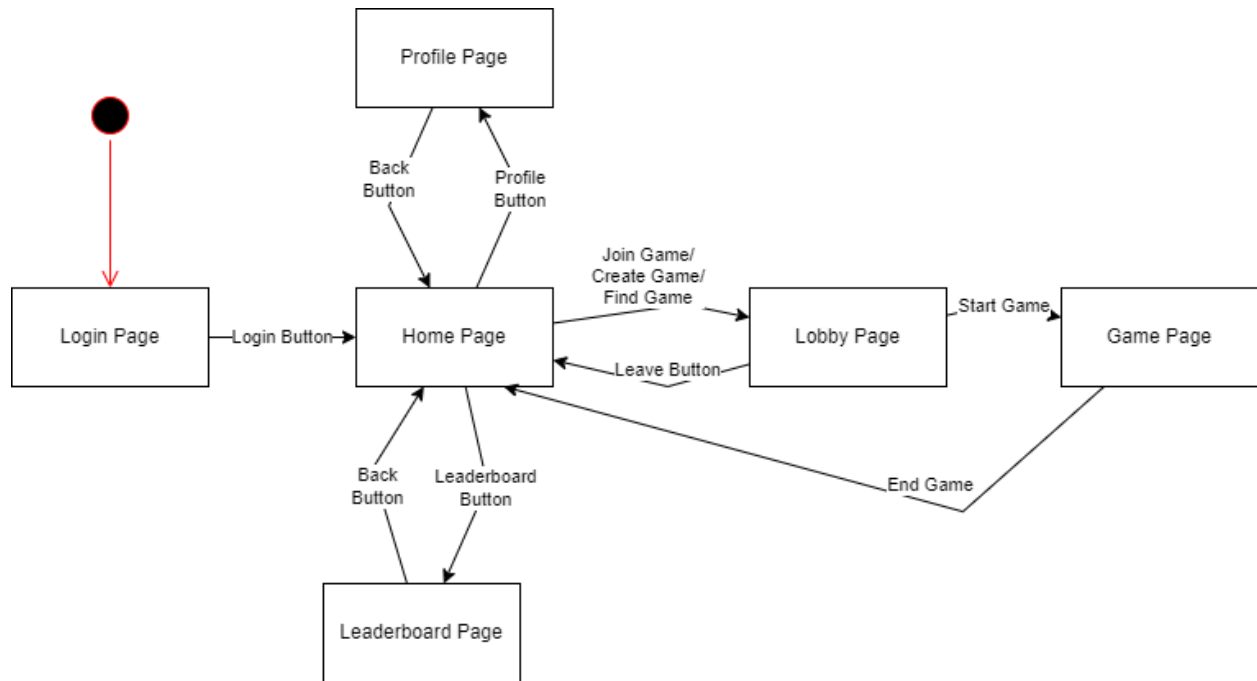 Profile Page
Back
Button
Profile
Button
Join Game/
Create Game/
Find Game
Start Game
Login Page
Login Button
Home Page
Lobby Page
Game Page
Leave Button
Back
Button
Leaderboard
Button
End Game
Leaderboard Page